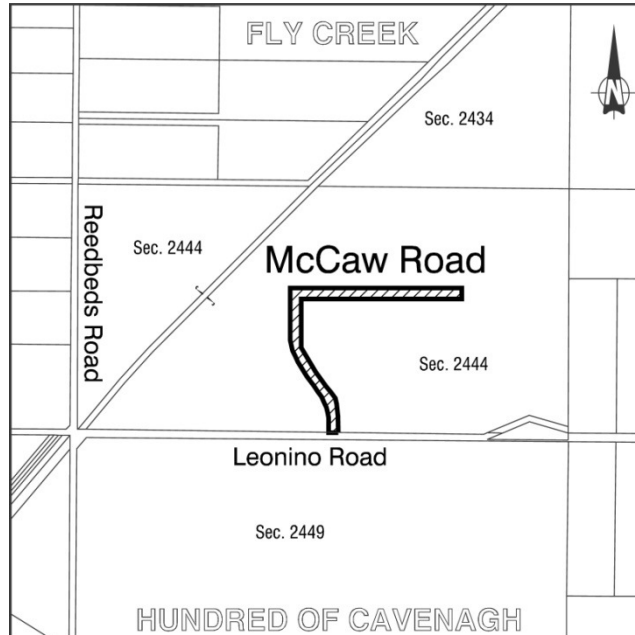 FLY CREEK
N
Sec. 2434
Reedbeds Road
Sec. 2444
McCaw Road
Sec. 2444
Leonino Road
Sec. 2449
HUNDRED OF CAVENAGH